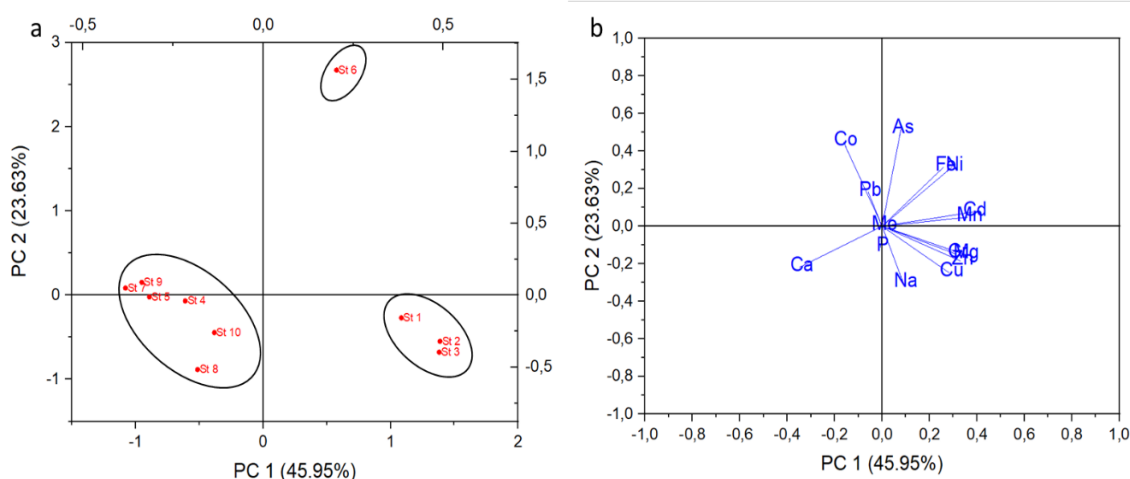 a
-0,5 0,0 0,5
3
2
1
0
-1
PC 2 (23.63%)
1,5
1,0
0,5
0,0
-0,5
St 6
St 9
St 7
St 5
St 4
St 10
St 8
St 1
St 2
St 3
-1 0 1 2
PC 1 (45.95%)
b
1,0
0,8
0,6
0,4
0,2
0,0
-0,2
-0,4
-0,6
-0,8
-1,0
PC 2 (23.63%)
As
Co
Fe Ni
Pb
Cd
Mn
Mo
P
Mg
Zn
Ca
Cu
Na
-1,0 -0,8 -0,6 -0,4 -0,2 0,0 0,2 0,4 0,6 0,8 1,0
PC 1 (45.95%)